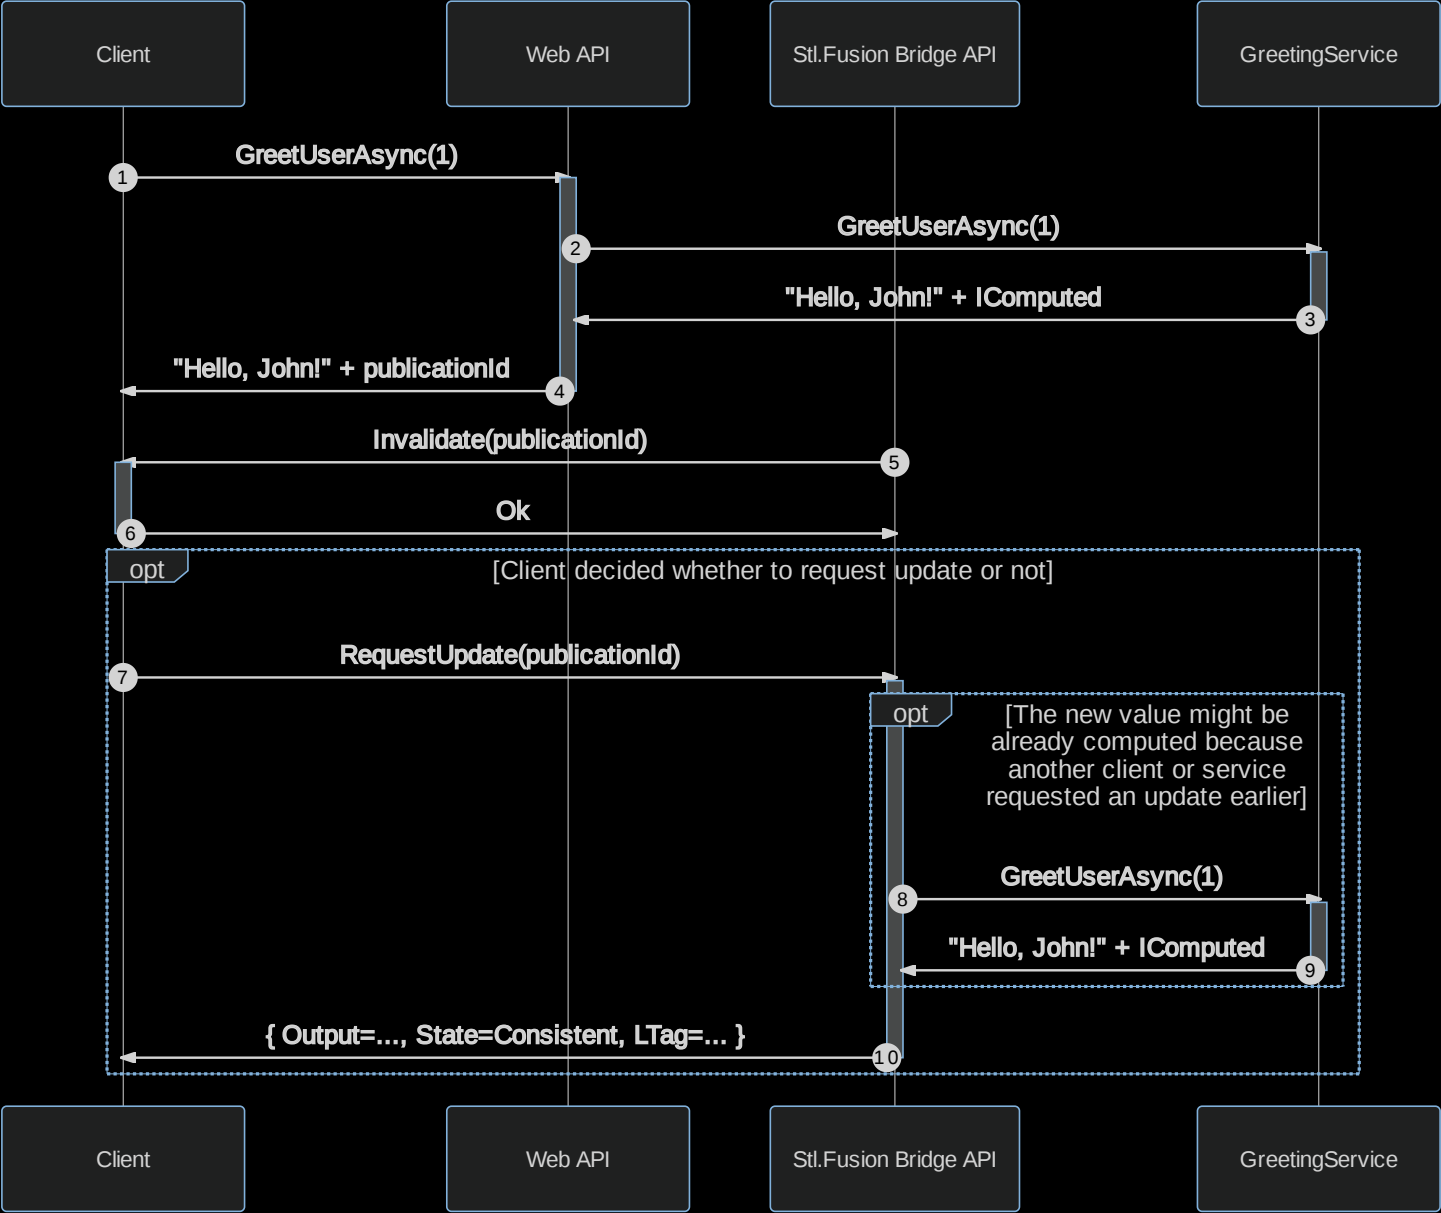 Client
Web API
Stl.Fusion Bridge API
GreetingService
GreetUserAsync(1)
1
GreetUserAsync(1)
2
"Hello, John!" + IComputed
3
"Hello, John!" + publicationId
4
Invalidate(publicationId)
5
Ok
6
opt
[Client decided whether to request update or not]
RequestUpdate(publicationId)
7
opt
[The new value might be
already computed because
another client or service
requested an update earlier]
GreetUserAsync(1)
8
"Hello, John!" + IComputed
9
{ Output=..., State=Consistent, LTag=... }
10
Client
Web API
Stl.Fusion Bridge API
GreetingService